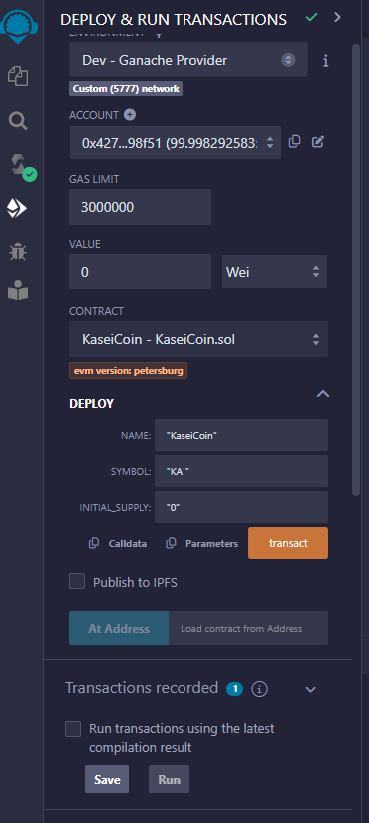 DEPLOY & RUN TRANSACTIONS
ENVIRONMENT
Dev - Ganache Provider
Custom (5777) network
ACCOUNT
0x427...98f51 (99.998292583
GAS LIMIT
3000000
VALUE
0
Wei
CONTRACT
KaseiCoin - KaseiCoin.sol
evm version: petersburg
DEPLOY
NAME: "KaseiCoin"
SYMBOL: "KA "
INITIAL_SUPPLY: "0"
Calldata Parameters transact
Publish to IPFS
At Address Load contract from Address
Transactions recorded 1
Run transactions using the latest
compilation result
Save Run